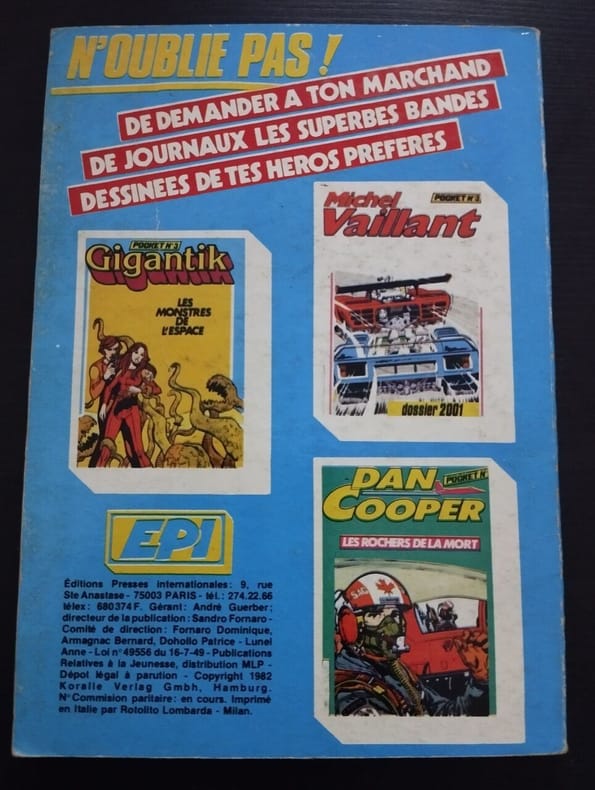 N'OUBLIE PAS !
DE DEMANDER A TON MARCHAND
DE JOURNAUX LES SUPERBES BANDES
DESSINEES DE TES HEROS PREFERES
POCKET N°3
Gigantik
LES
MONSTRES
DE
L'ESPACE
Michel
POCKET N°3
Vaillant
dossier 2001
DAN
POCKET N°
COOPER
LES ROCHERS DE LA MORT
EPI
Éditions Presses internationales : 9, rue
Ste Anastase - 75003 PARIS - tél. : 274.22.66
télex : 680374 F. Gérant : André Guerber ;
directeur de la publication : Sandro Fornaro -
Comité de direction : Fornaro Dominique,
Armagnac Bernard, Dohollo Patrice - Lunel
Anne - Loi n° 49556 du 16-7-49 - Publications
Relatives à la Jeunesse, distribution MLP -
Dépot légal à parution - Copyright 1982
Koralle Verlag Gmbh, Hamburg.
N° Commision paritaire : en cours. Imprimé
en Italie par Rotolito Lombarda - Milan.